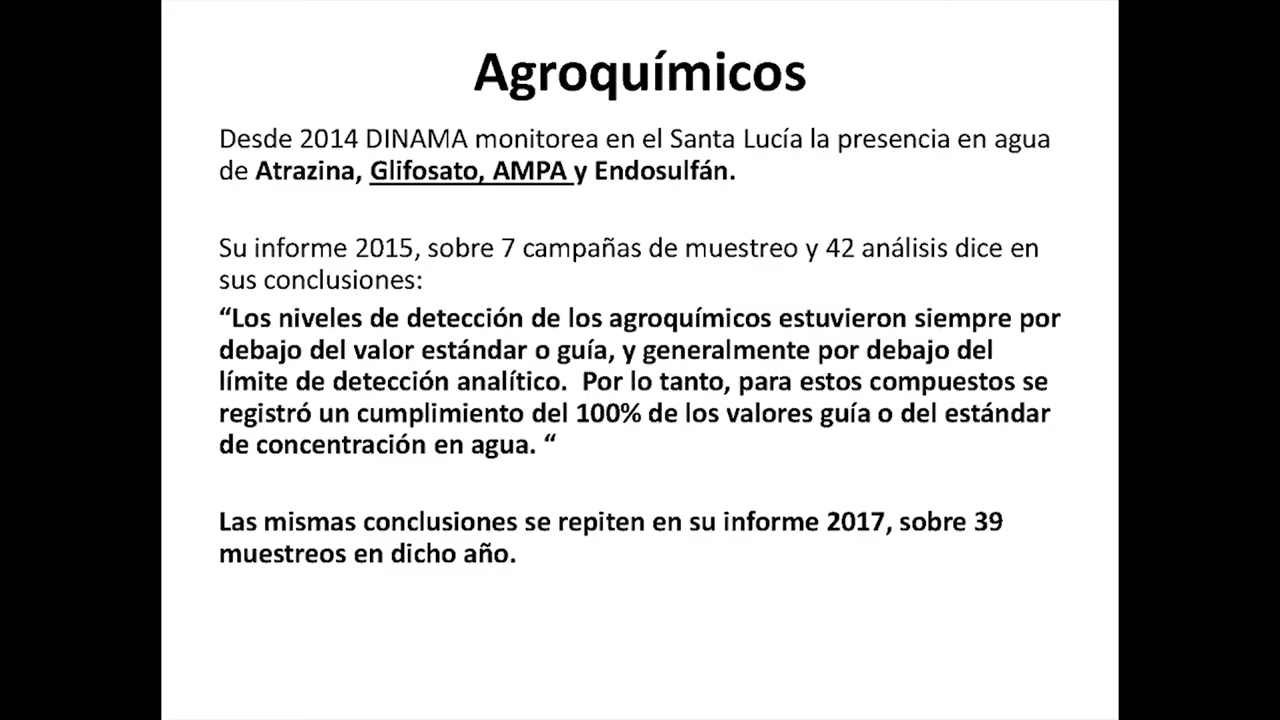 Agroquímicos
Desde 2014 DINAMA monitorea en el Santa Lucía la presencia en agua
de Atrazina, Glifosato, AMPA y Endosulfán.
Su informe 2015, sobre 7 campañas de muestreo y 42 análisis dice en
sus conclusiones:
“Los niveles de detección de los agroquímicos estuvieron siempre por
debajo del valor estándar o guía, y generalmente por debajo del
límite de detección analítico.  Por lo tanto, para estos compuestos se
registró un cumplimiento del 100% de los valores guía o del estándar
de concentración en agua. “
Las mismas conclusiones se repiten en su informe 2017, sobre 39
muestreos en dicho año.